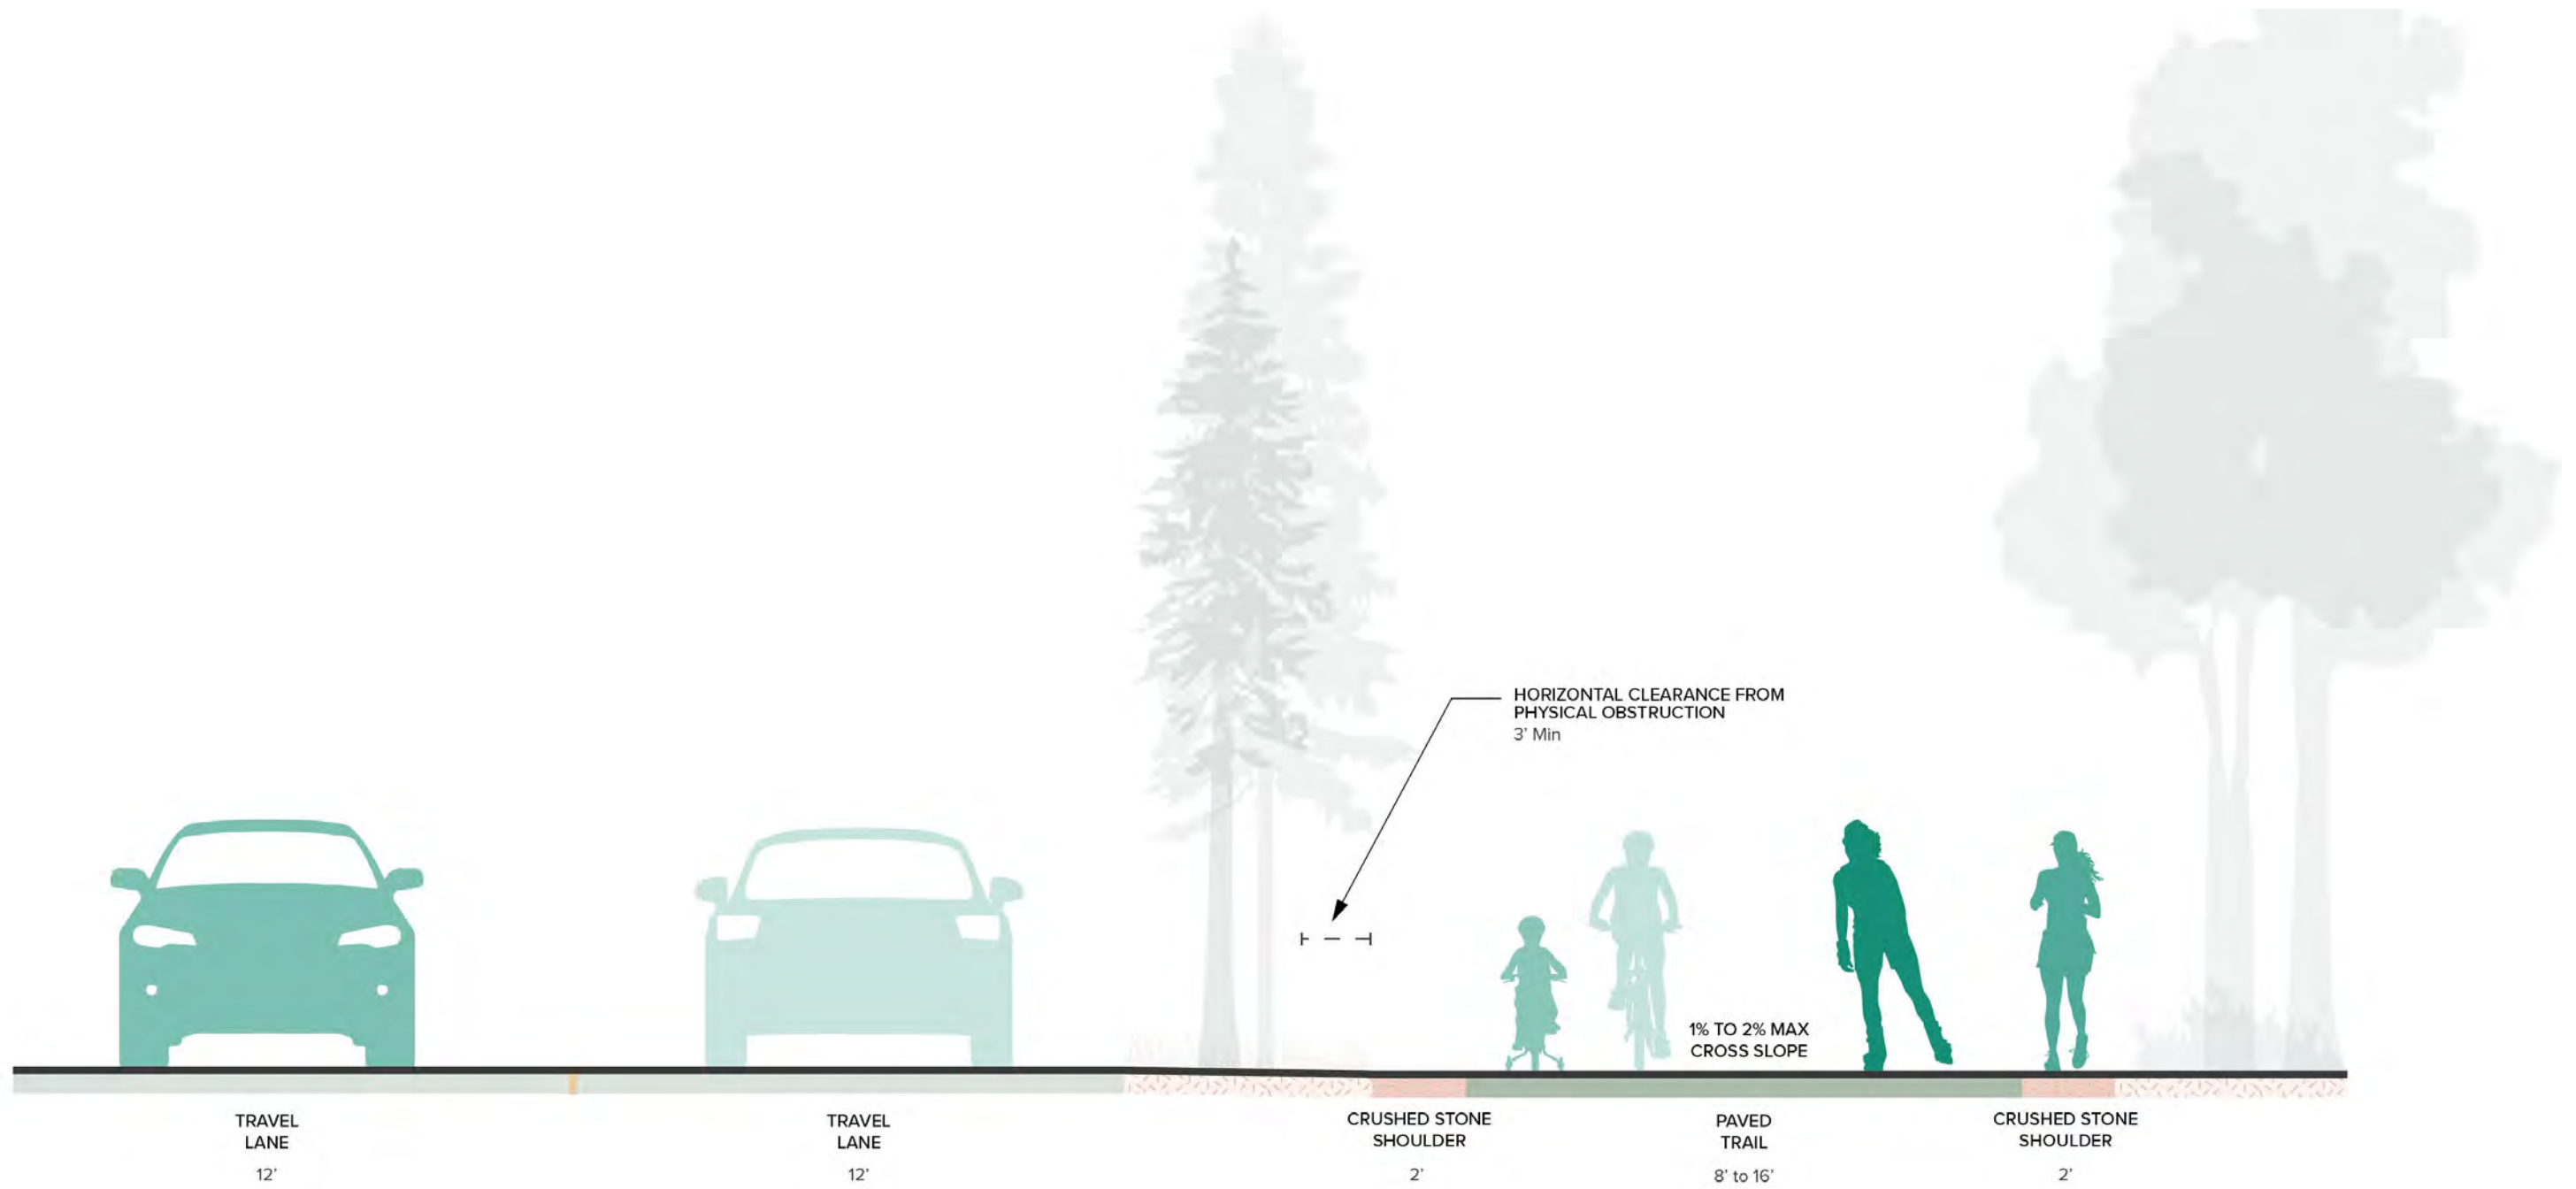 HORIZONTAL CLEARANCE FROM
PHYSICAL OBSTRUCTION
3' Min
1% TO 2% MAX
CROSS SLOPE
TRAVEL
LANE
12'
TRAVEL
LANE
12'
CRUSHED STONE
SHOULDER
2'
PAVED
TRAIL
8' to 16'
CRUSHED STONE
SHOULDER
2'